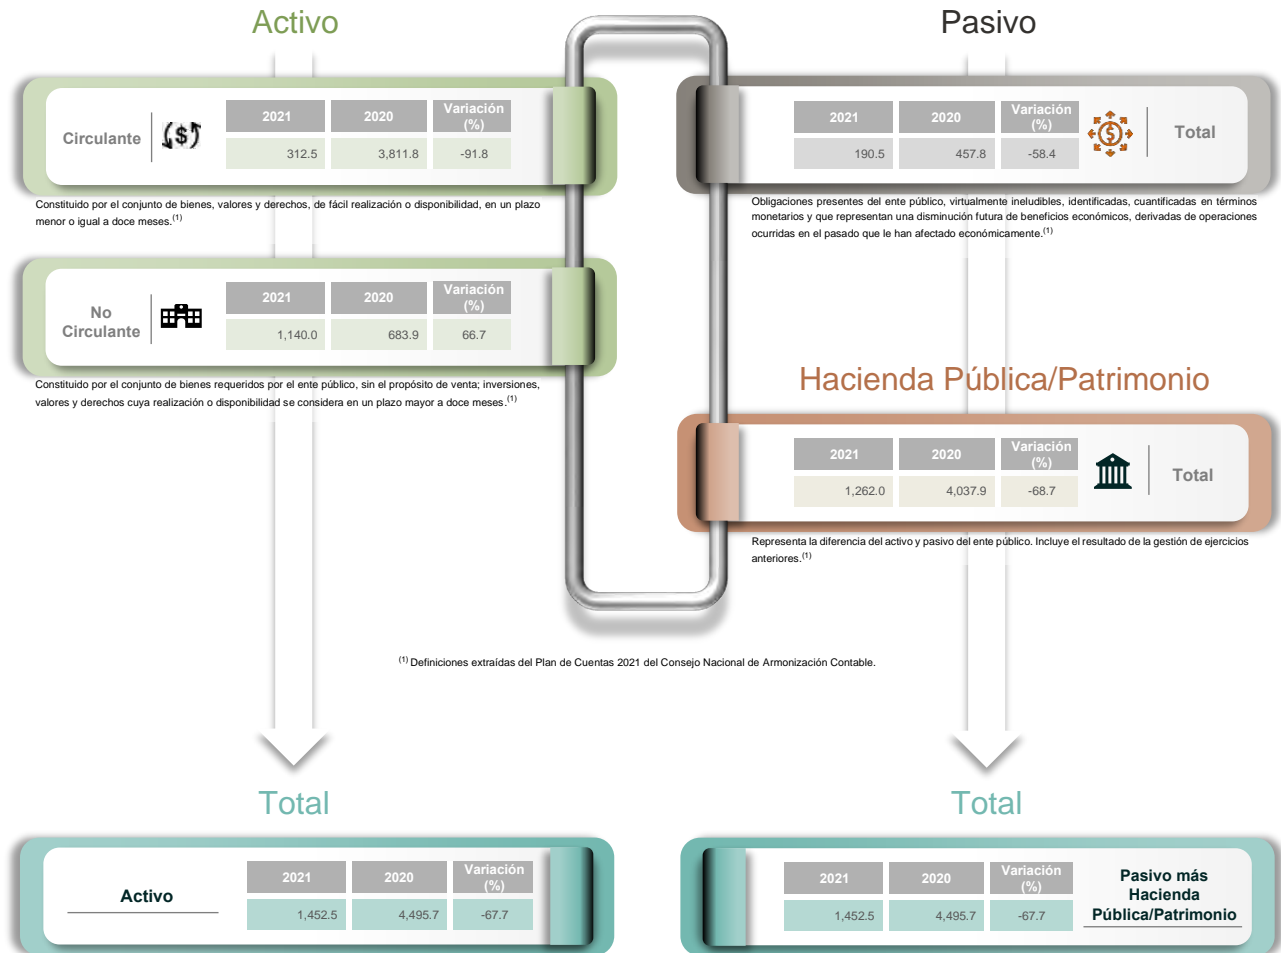 Activo
Circulante
2021 2020 Variación (%)
312.5 3,811.8 -91.8
Constituido por el conjunto de bienes, valores y derechos, de fácil realización o disponibilidad, en un plazo
menor o igual a doce meses.(1)
No
Circulante
2021 2020 Variación (%)
1,140.0 683.9 66.7
Constituido por el conjunto de bienes requeridos por el ente público, sin el propósito de venta; inversiones,
valores y derechos cuya realización o disponibilidad se considera en un plazo mayor a doce meses.(1)
Pasivo
2021 2020 Variación (%)
190.5 457.8 -58.4
Total
Obligaciones presentes del ente público, virtualmente ineludibles, identificadas, cuantificadas en términos
monetarios y que representan una disminución futura de beneficios económicos, derivadas de operaciones
ocurridas en el pasado que le han afectado económicamente.(1)
Hacienda Pública/Patrimonio
2021 2020 Variación (%)
1,262.0 4,037.9 -68.7
Total
Representa la diferencia del activo y pasivo del ente público. Incluye el resultado de la gestión de ejercicios
anteriores.(1)
(1) Definiciones extraídas del Plan de Cuentas 2021 del Consejo Nacional de Armonización Contable.
Total
Activo
2021 2020 Variación (%)
1,452.5 4,495.7 -67.7
Total
2021 2020 Variación (%)
1,452.5 4,495.7 -67.7
Pasivo más
Hacienda
Pública/Patrimonio